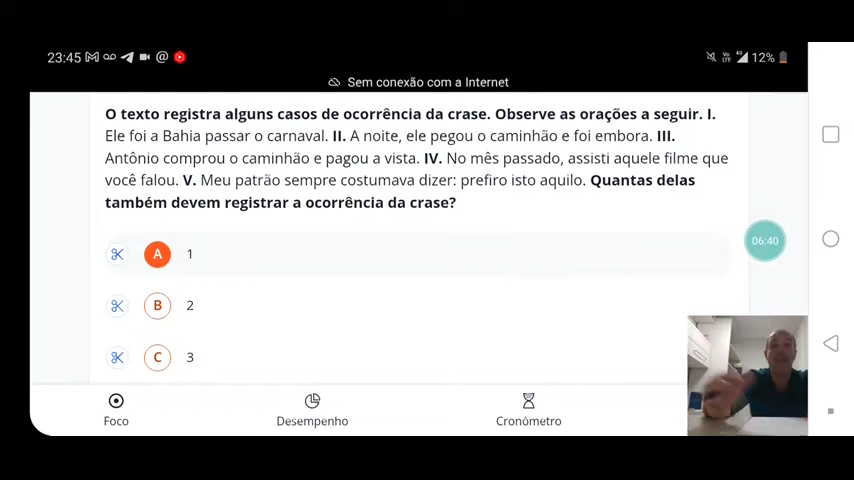 23:45 12%
Sem conexão com a Internet
O texto registra alguns casos de ocorrência da crase. Observe as orações a seguir. I.
Ele foi a Bahia passar o carnaval. II. A noite, ele pegou o caminhão e foi embora. III.
Antônio comprou o caminhão e pagou a vista. IV. No mês passado, assisti aquele filme que
você falou. V. Meu patrão sempre costumava dizer: prefiro isto aquilo. Quantas delas
também devem registrar a ocorrência da crase?
06:40
A 1
B 2
C 3
Foco Desempenho Cronômetro